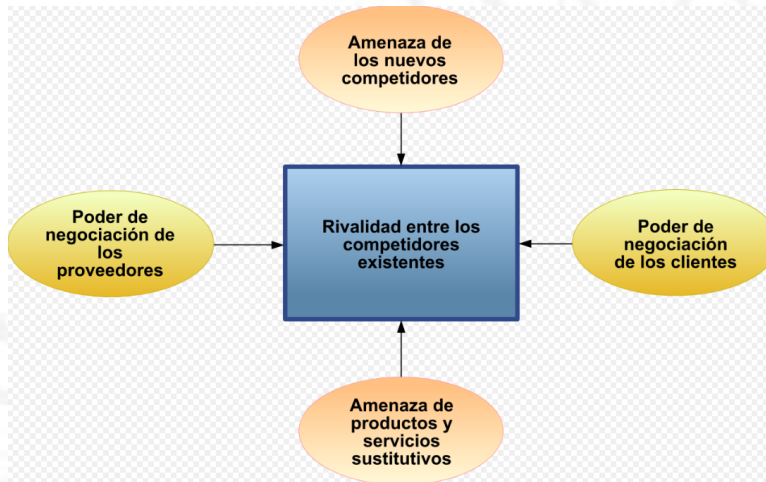 Amenaza de
los nuevos
competidores
Poder de
negociación de
los
proveedores
Rivalidad entre los
competidores
existentes
Poder de
negociación
de los clientes
Amenaza de
productos y
servicios
sustitutivos